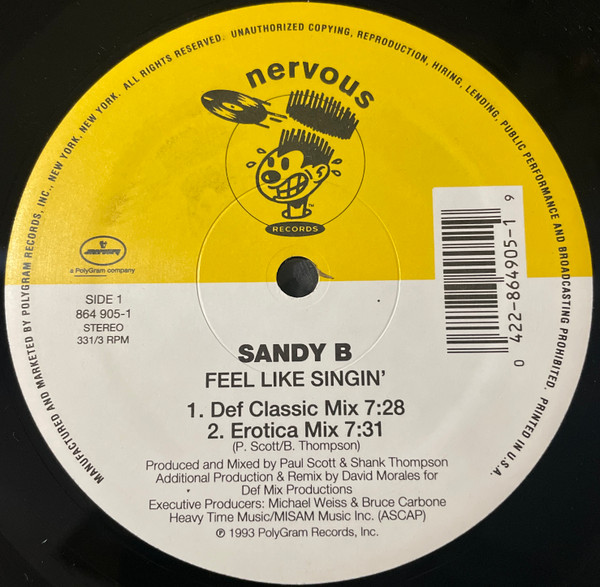 MANUFACTURED AND MARKETED BY POLYGRAM RECORDS, INC., NEW YORK, NEW YORK. ALL RIGHTS RESERVED. UNAUTHORIZED COPYING, REPRODUCTION, HIRING, LENDING, PUBLIC PERFORMANCE AND BROADCASTING PROHIBITED. PRINTED IN U.S.A.
nervous
TM
RECORDS
mercury
a PolyGram company
SIDE 1
864 905-1
STEREO
331/3 RPM
0 422-864905-1 9
SANDY B
FEEL LIKE SINGIN'
1. Def Classic Mix 7:28
2. Erotica Mix 7:31
(P. Scott/B. Thompson)
Produced and Mixed by Paul Scott & Shank Thompson
Additional Production & Remix by David Morales for
Def Mix Productions
Executive Producers: Michael Weiss & Bruce Carbone
Heavy Time Music/MISAM Music Inc. (ASCAP)
℗ 1993 PolyGram Records, Inc.